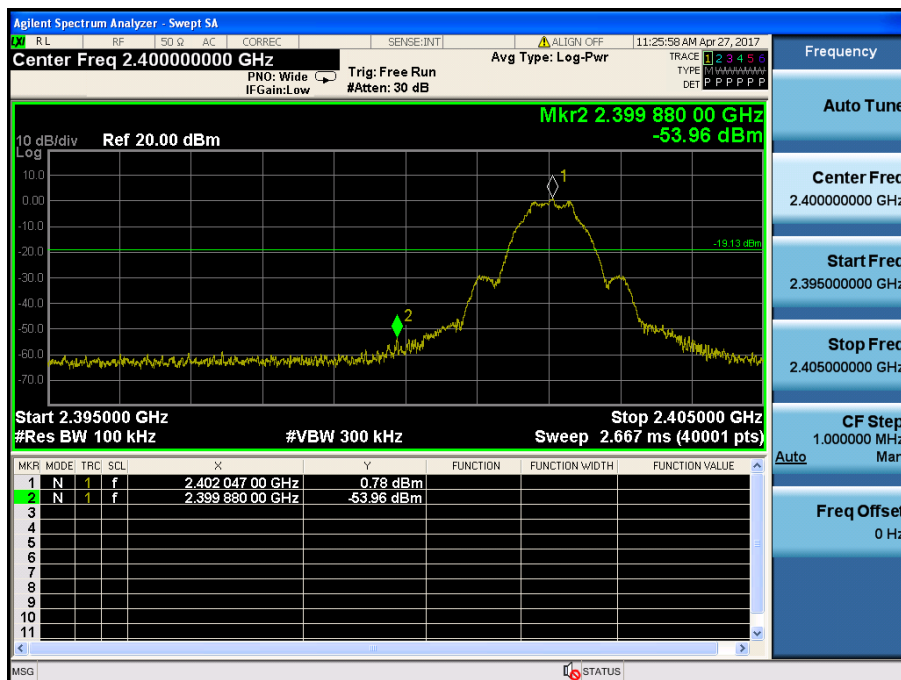 Agilent Spectrum Analyzer - Swept SA
LXI RL RF 50 Ω AC CORREC SENSE:INT ALIGN OFF 11:25:58 AM Apr 27, 2017
Center Freq 2.400000000 GHz
PNO: Wide
IFGain:Low
Trig: Free Run
#Atten: 30 dB
Avg Type: Log-Pwr
TRACE 1 2 3 4 5 6
TYPE M W W W W W
DET P P P P P P
Mkr2 2.399 880 00 GHz
-53.96 dBm
10 dB/div Ref 20.00 dBm
Log
10.0
0.00
-10.0
-20.0
-30.0
-40.0
-50.0
-60.0
-70.0
1
-19.13 dBm
2
Start 2.395000 GHz Stop 2.405000 GHz
#Res BW 100 kHz #VBW 300 kHz Sweep 2.667 ms (40001 pts)
MKR MODE TRC SCL X Y FUNCTION FUNCTION WIDTH FUNCTION VALUE
1 N 1 f 2.402 047 00 GHz 0.78 dBm
2 N 1 f 2.399 880 00 GHz -53.96 dBm
3
4
5
6
7
8
9
10
11
MSG STATUS
Frequency
Auto Tune
Center Freq
2.400000000 GHz
Start Freq
2.395000000 GHz
Stop Freq
2.405000000 GHz
CF Step
1.000000 MHz
Auto Man
Freq Offset
0 Hz